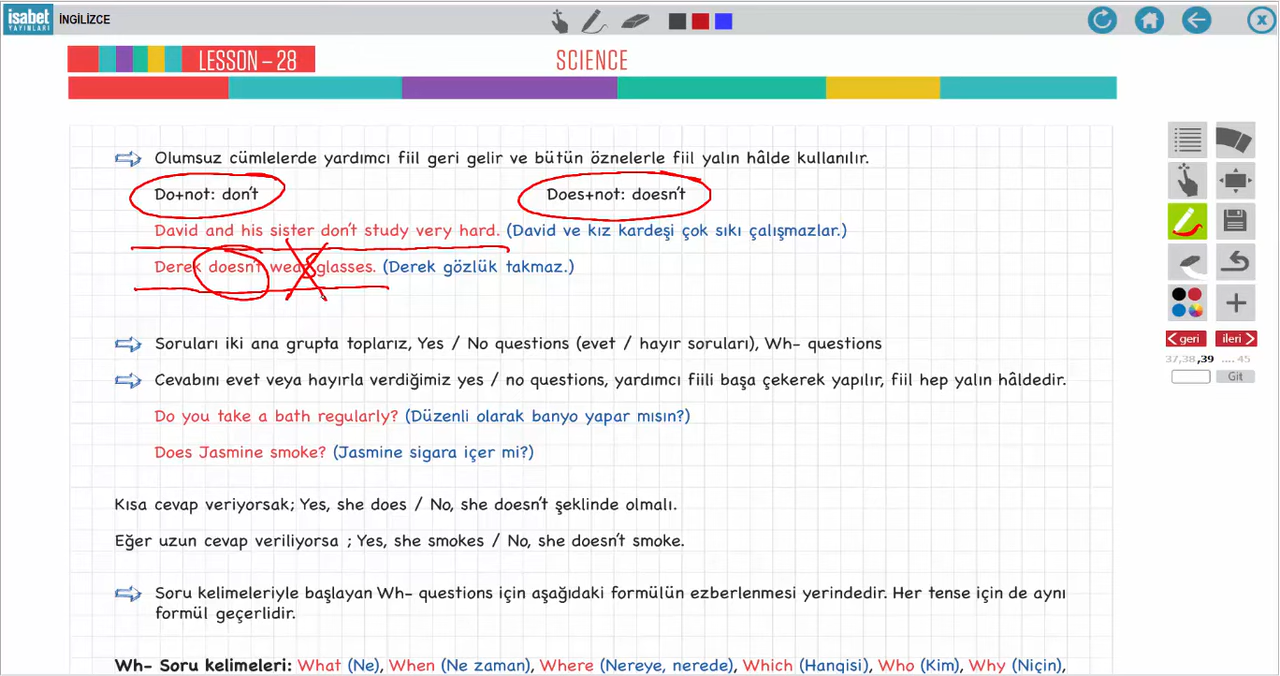 isabet
YAYINLARI
İNGİLİZCE
LESSON – 28
SCIENCE
Olumsuz cümlelerde yardımcı fiil geri gelir ve bütün öznelerle fiil yalın hâlde kullanılır.
Do+not: don't
Does+not: doesn't
David and his sister don't study very hard. (David ve kız kardeşi çok sıkı çalışmazlar.)
Derek doesn't wear glasses. (Derek gözlük takmaz.)
Soruları iki ana grupta toplarız, Yes / No questions (evet / hayır soruları), Wh- questions
Cevabını evet veya hayırla verdiğimiz yes / no questions, yardımcı fiili başa çekerek yapılır, fiil hep yalın hâldedir.
Do you take a bath regularly? (Düzenli olarak banyo yapar mısın?)
Does Jasmine smoke? (Jasmine sigara içer mi?)
Kısa cevap veriyorsak; Yes, she does / No, she doesn't şeklinde olmalı.
Eğer uzun cevap veriliyorsa ; Yes, she smokes / No, she doesn't smoke.
Soru kelimeleriyle başlayan Wh- questions için aşağıdaki formülün ezberlenmesi yerindedir. Her tense için de aynı
formül geçerlidir.
Wh- Soru kelimeleri: What (Ne), When (Ne zaman), Where (Nereye, nerede), Which (Hangisi), Who (Kim), Why (Niçin),
geri
ileri
37,38,39 .... 45
Git